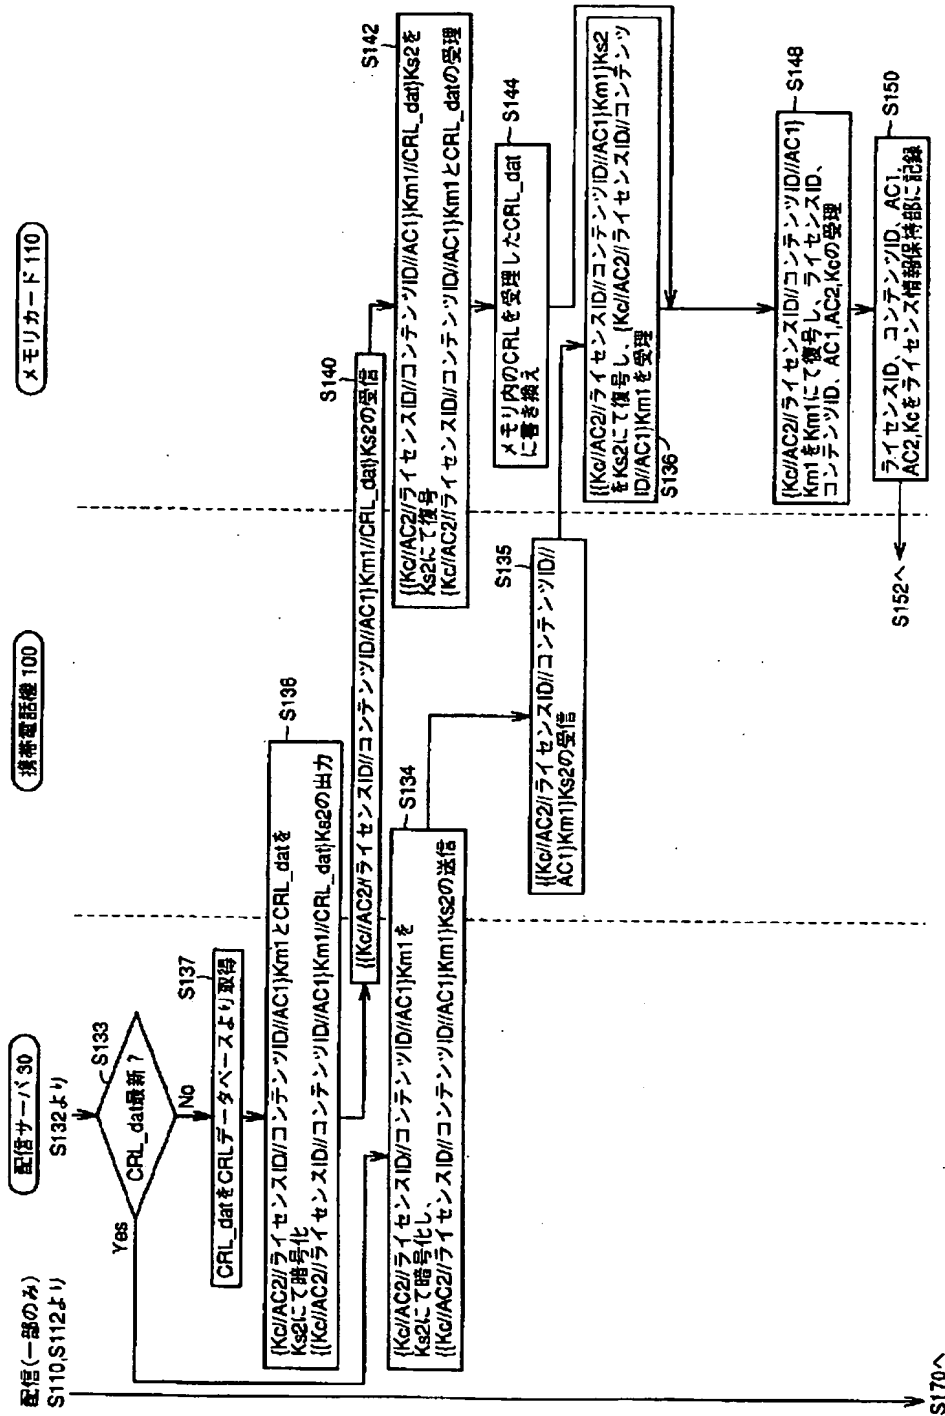 配信(一部のみ)
S110,S112より
配信サーバ 30
携帯電話機 100
メモリカード 110
S132より
S133
CRL_dat最新？
Yes
No
S137
CRL_datをCRLデータベースより取得
S136
{Kc//AC2//ライセンスID//コンテンツID//AC1}Km1とCRL_datを
Ks2にて暗号化
{{Kc//AC2//ライセンスID//コンテンツID//AC1}Km1//CRL_dat}Ks2の出力
S140
{{Kc//AC2//ライセンスID//コンテンツID//AC1}Km1//CRL_dat}Ks2の受信
S142
{{Kc//AC2//ライセンスID//コンテンツID//AC1}Km1//CRL_dat}Ks2を
Ks2にて復号
{Kc//AC2//ライセンスID//コンテンツID//AC1}Km1とCRL_datの受理
S134
{Kc//AC2//ライセンスID//コンテンツID//AC1}Km1を
Ks2にて暗号化し、
{{Kc//AC2//ライセンスID//コンテンツID//AC1}Km1}Ks2の送信
S144
メモリ内のCRLを受理したCRL_dat
に書き換え
S135
{{Kc//AC2//ライセンスID//コンテンツID//
AC1}Km1}Ks2の受信
{{Kc//AC2//ライセンスID//コンテンツID//AC1}Km1}Ks2
をKs2にて復号し、{Kc//AC2//ライセンスID//コンテンツ
ID//AC1}Km1を受理
S136
S148
{Kc//AC2//ライセンスID//コンテンツID//AC1}
Km1をKm1にて復号し、ライセンスID、
コンテンツID、AC1,AC2,Kcの受理
S150
ライセンスID、コンテンツID、AC1,
AC2,Kcをライセンス情報保持部に記録
S152へ
S170へ